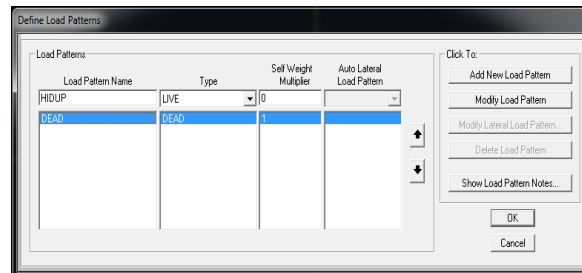 Define Load Patterns
Load Patterns
Click To:
Load Pattern Name
Type
Self Weight
Multiplier
Auto Lateral
Load Pattern
HIDUP
LIVE
0
DEAD
DEAD
1
Add New Load Pattern
Modify Load Pattern
Modify Lateral Load Pattern...
Delete Load Pattern
Show Load Pattern Notes...
OK
Cancel